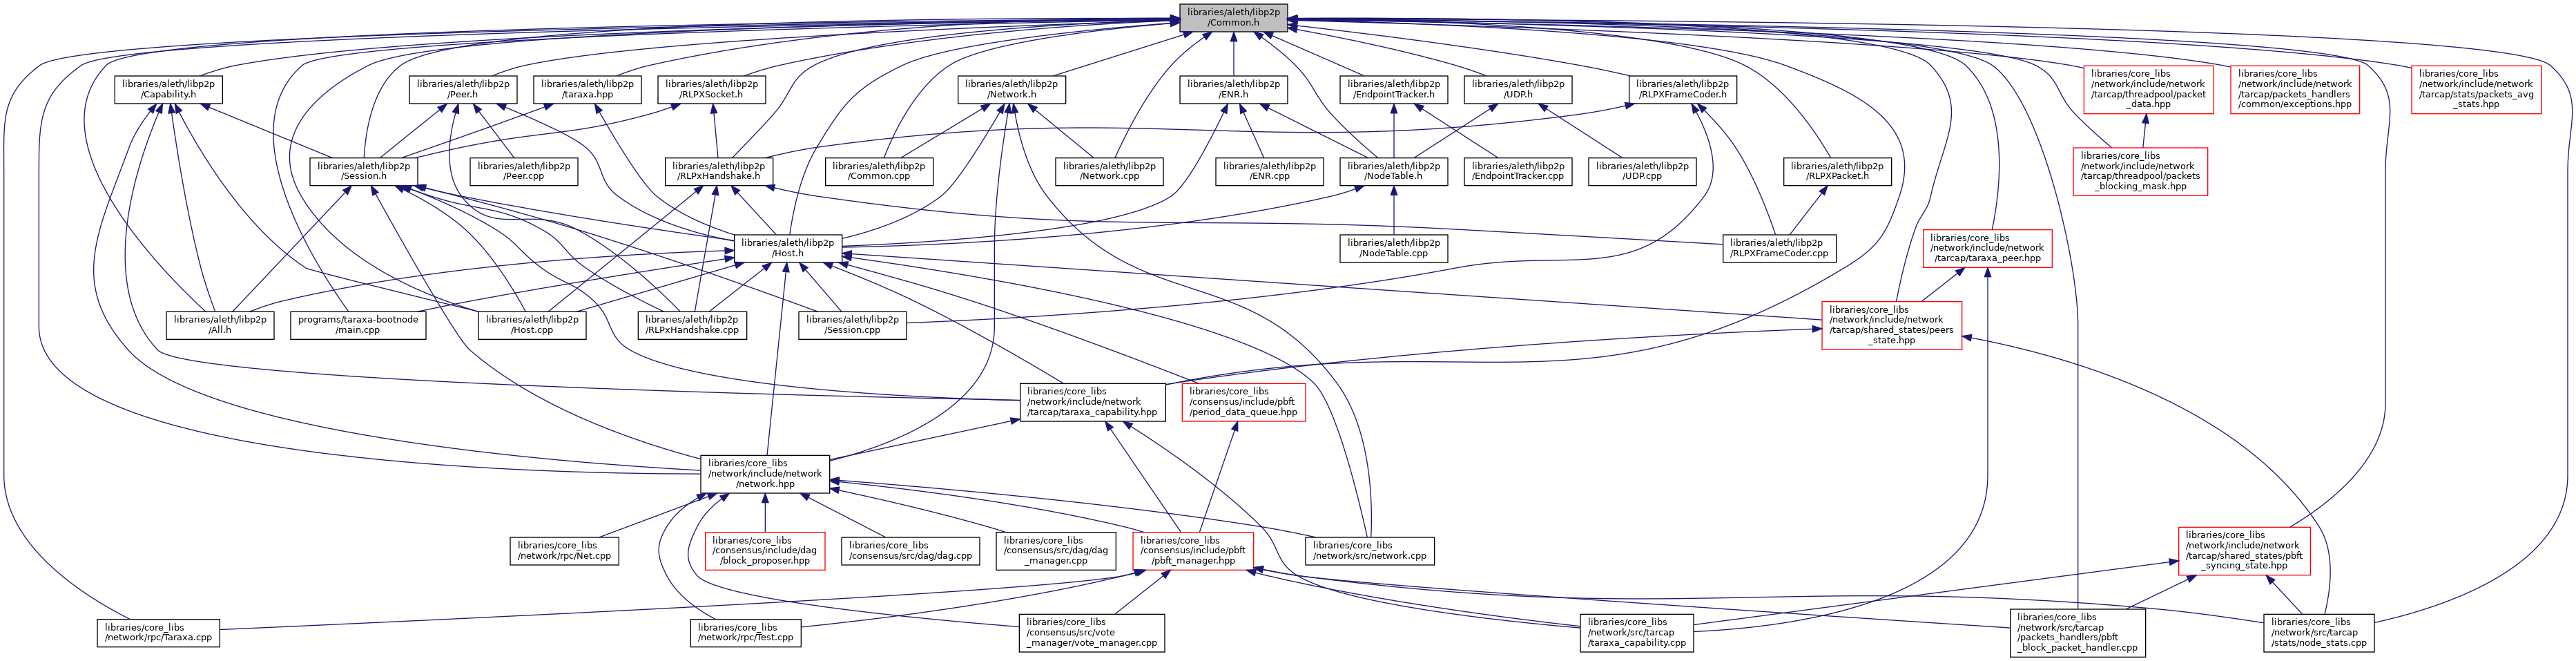 libraries/aleth/libp2p
/Common.h
libraries/aleth/libp2p
/Capability.h
libraries/aleth/libp2p
/Peer.h
libraries/aleth/libp2p
/taraxa.hpp
libraries/aleth/libp2p
/RLPXSocket.h
libraries/aleth/libp2p
/Network.h
libraries/aleth/libp2p
/ENR.h
libraries/aleth/libp2p
/EndpointTracker.h
libraries/aleth/libp2p
/UDP.h
libraries/aleth/libp2p
/RLPXFrameCoder.h
libraries/core_libs
/network/include/network
/tarcap/threadpool/packet
_data.hpp
libraries/core_libs
/network/include/network
/tarcap/packets_handlers
/common/exceptions.hpp
libraries/core_libs
/network/include/network
/tarcap/stats/packets_avg
_stats.hpp
libraries/aleth/libp2p
/Session.h
libraries/aleth/libp2p
/Peer.cpp
libraries/aleth/libp2p
/RLPxHandshake.h
libraries/aleth/libp2p
/Common.cpp
libraries/aleth/libp2p
/Network.cpp
libraries/aleth/libp2p
/ENR.cpp
libraries/aleth/libp2p
/NodeTable.h
libraries/aleth/libp2p
/EndpointTracker.cpp
libraries/aleth/libp2p
/UDP.cpp
libraries/aleth/libp2p
/RLPXPacket.h
libraries/core_libs
/network/include/network
/tarcap/threadpool/packets
_blocking_mask.hpp
libraries/aleth/libp2p
/Host.h
libraries/aleth/libp2p
/NodeTable.cpp
libraries/aleth/libp2p
/RLPXFrameCoder.cpp
libraries/core_libs
/network/include/network
/tarcap/taraxa_peer.hpp
libraries/aleth/libp2p
/All.h
programs/taraxa-bootnode
/main.cpp
libraries/aleth/libp2p
/Host.cpp
libraries/aleth/libp2p
/RLPxHandshake.cpp
libraries/aleth/libp2p
/Session.cpp
libraries/core_libs
/network/include/network
/tarcap/shared_states/peers
_state.hpp
libraries/core_libs
/network/include/network
/tarcap/taraxa_capability.hpp
libraries/core_libs
/consensus/include/pbft
/period_data_queue.hpp
libraries/core_libs
/network/include/network
/network.hpp
libraries/core_libs
/network/rpc/Net.cpp
libraries/core_libs
/consensus/include/dag
/block_proposer.hpp
libraries/core_libs
/consensus/src/dag/dag.cpp
libraries/core_libs
/consensus/src/dag/dag
_manager.cpp
libraries/core_libs
/consensus/include/pbft
/pbft_manager.hpp
libraries/core_libs
/network/src/network.cpp
libraries/core_libs
/network/include/network
/tarcap/shared_states/pbft
_syncing_state.hpp
libraries/core_libs
/network/rpc/Taraxa.cpp
libraries/core_libs
/network/rpc/Test.cpp
libraries/core_libs
/consensus/src/vote
_manager/vote_manager.cpp
libraries/core_libs
/network/src/tarcap
/taraxa_capability.cpp
libraries/core_libs
/network/src/tarcap
/packets_handlers/pbft
_block_packet_handler.cpp
libraries/core_libs
/network/src/tarcap
/stats/node_stats.cpp